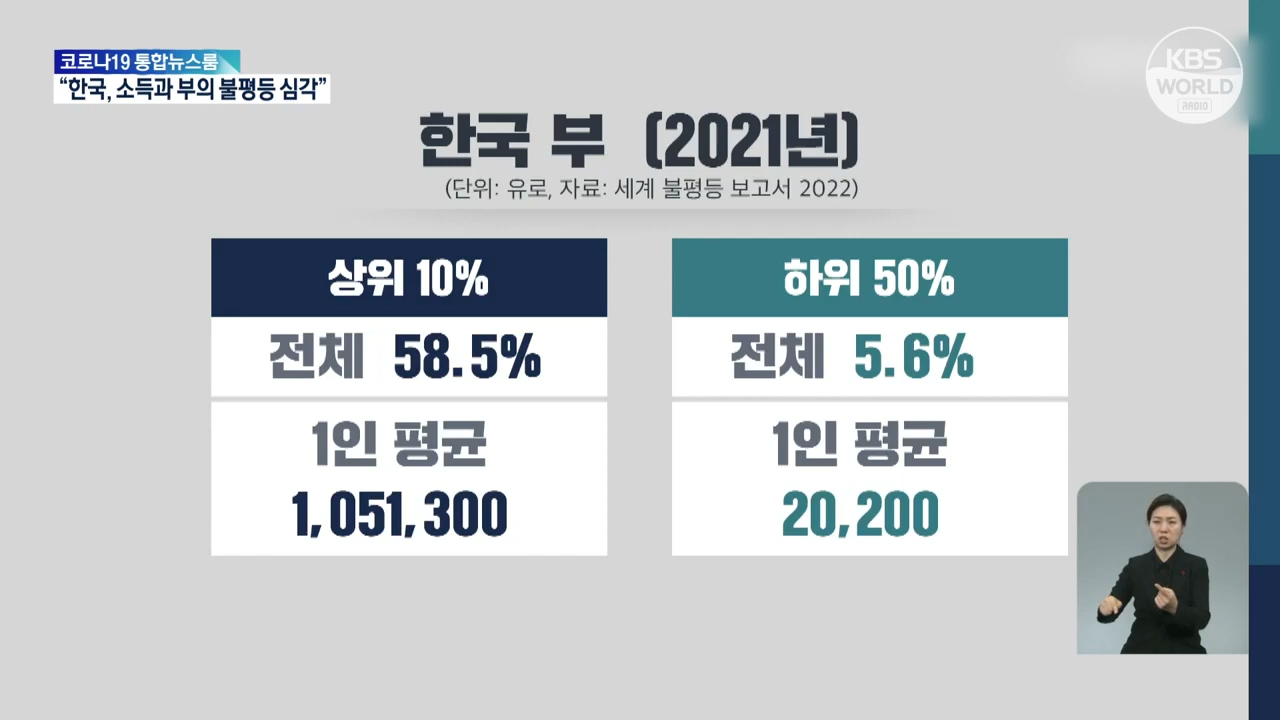 코로나19 통합뉴스룸
“한국, 소득과 부의 불평등 심각”
KBS
WORLD
RADIO
한국 부 (2021년)
(단위: 유로, 자료: 세계 불평등 보고서 2022)
상위 10%
전체 58.5%
1인 평균
1,051,300
하위 50%
전체 5.6%
1인 평균
20,200